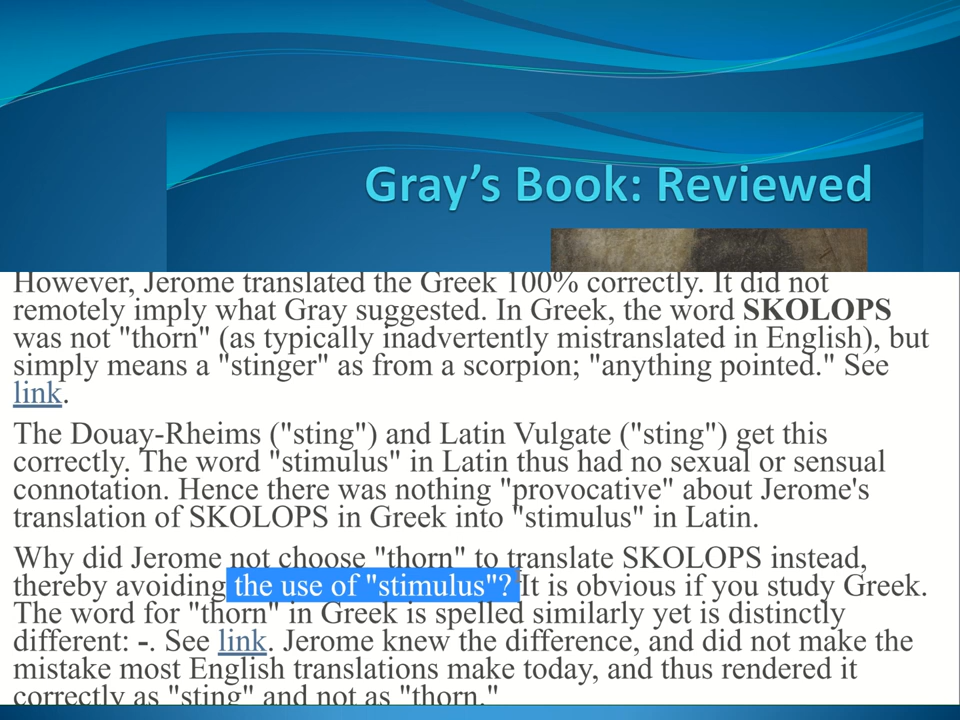 Gray’s Book: Reviewed
However, Jerome translated the Greek 100% correctly. It did not
remotely imply what Gray suggested. In Greek, the word SKOLOPS
was not "thorn" (as typically inadvertently mistranslated in English), but
simply means a "stinger" as from a scorpion; "anything pointed." See
link.
The Douay-Rheims ("sting") and Latin Vulgate ("sting") get this
correctly. The word "stimulus" in Latin thus had no sexual or sensual
connotation. Hence there was nothing "provocative" about Jerome's
translation of SKOLOPS in Greek into "stimulus" in Latin.
Why did Jerome not choose "thorn" to translate SKOLOPS instead,
thereby avoiding the use of "stimulus"? It is obvious if you study Greek.
The word for "thorn" in Greek is spelled similarly yet is distinctly
different: -. See link. Jerome knew the difference, and did not make the
mistake most English translations make today, and thus rendered it
correctly as "sting" and not as "thorn."